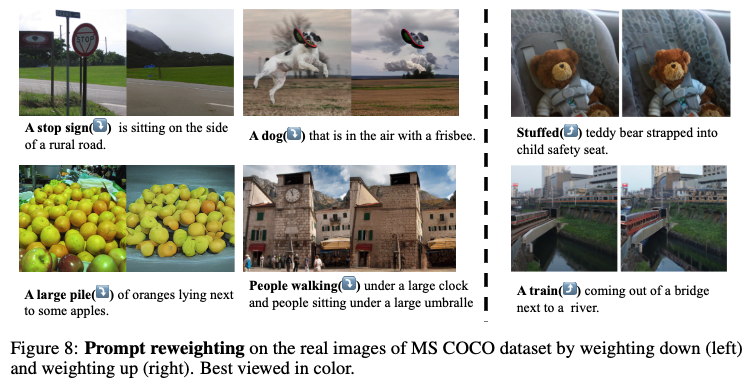 STOP
A stop sign(⤵) is sitting on the side
of a rural road.
A dog(⤵) that is in the air with a frisbee.
Stuffed(⤴) teddy bear strapped into
child safety seat.
A large pile(⤵) of oranges lying next
to some apples.
People walking(⤵) under a large clock
and people sitting under a large umbralle
A train(⤴) coming out of a bridge
next to a river.
Figure 8: Prompt reweighting on the real images of MS COCO dataset by weighting down (left)
and weighting up (right). Best viewed in color.